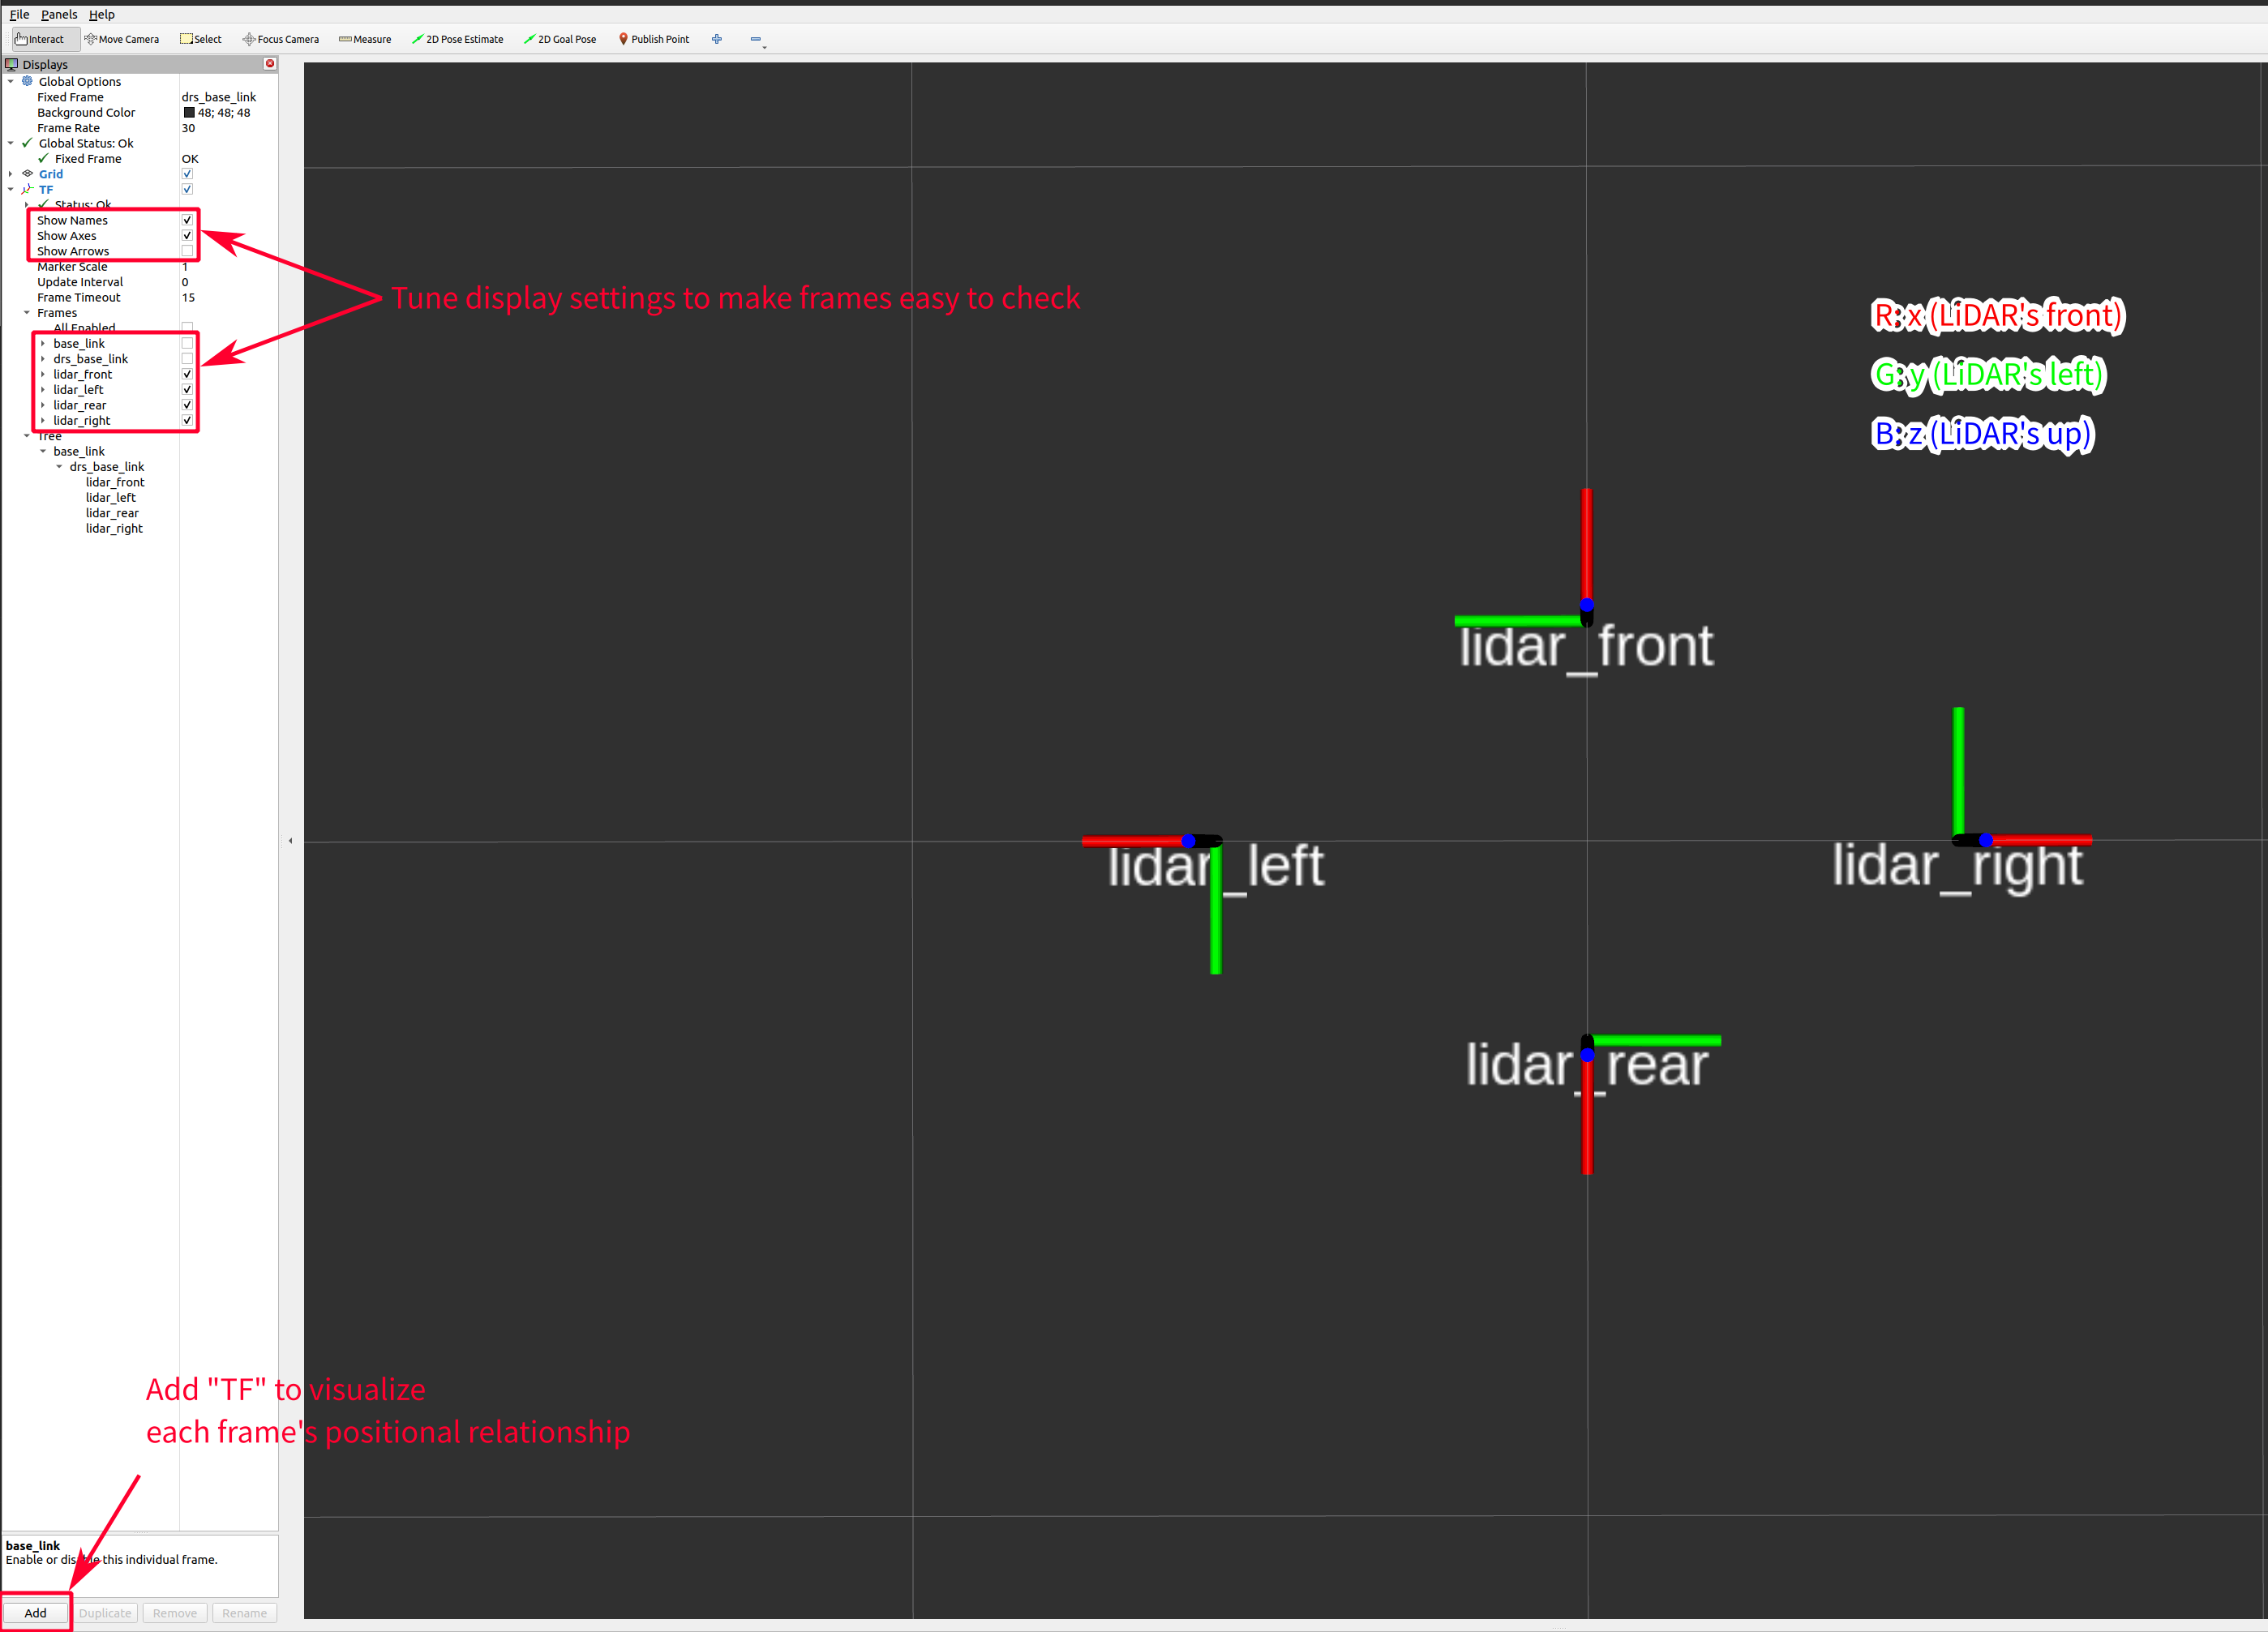 File Panels Help
Interact Move Camera Select Focus Camera Measure 2D Pose Estimate 2D Goal Pose Publish Point
Displays
Global Options
Fixed Frame drs_base_link
Background Color 48; 48; 48
Frame Rate 30
Global Status: Ok
Fixed Frame OK
Grid
TF
Status: Ok
Show Names
Show Axes
Show Arrows
Marker Scale 1
Update Interval 0
Frame Timeout 15
Frames
All Enabled
base_link
drs_base_link
lidar_front
lidar_left
lidar_rear
lidar_right
Tree
base_link
drs_base_link
lidar_front
lidar_left
lidar_rear
lidar_right
Tune display settings to make frames easy to check
R: x (LiDAR's front)
G: y (LiDAR's left)
B: z (LiDAR's up)
lidar_front
lidar_left
lidar_right
lidar_rear
Add "TF" to visualize
each frame's positional relationship
base_link
Enable or disable this individual frame.
Add Duplicate Remove Rename